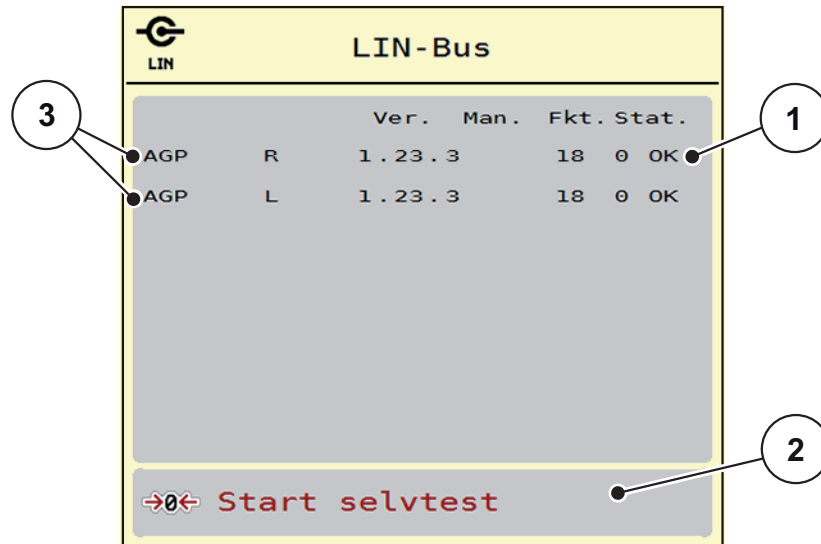 LIN
LIN-Bus
Ver. Man. Fkt. Stat.
AGP R 1.23.3 18 0 OK
AGP L 1.23.3 18 0 OK
→0← Start selvtest
3
1
2